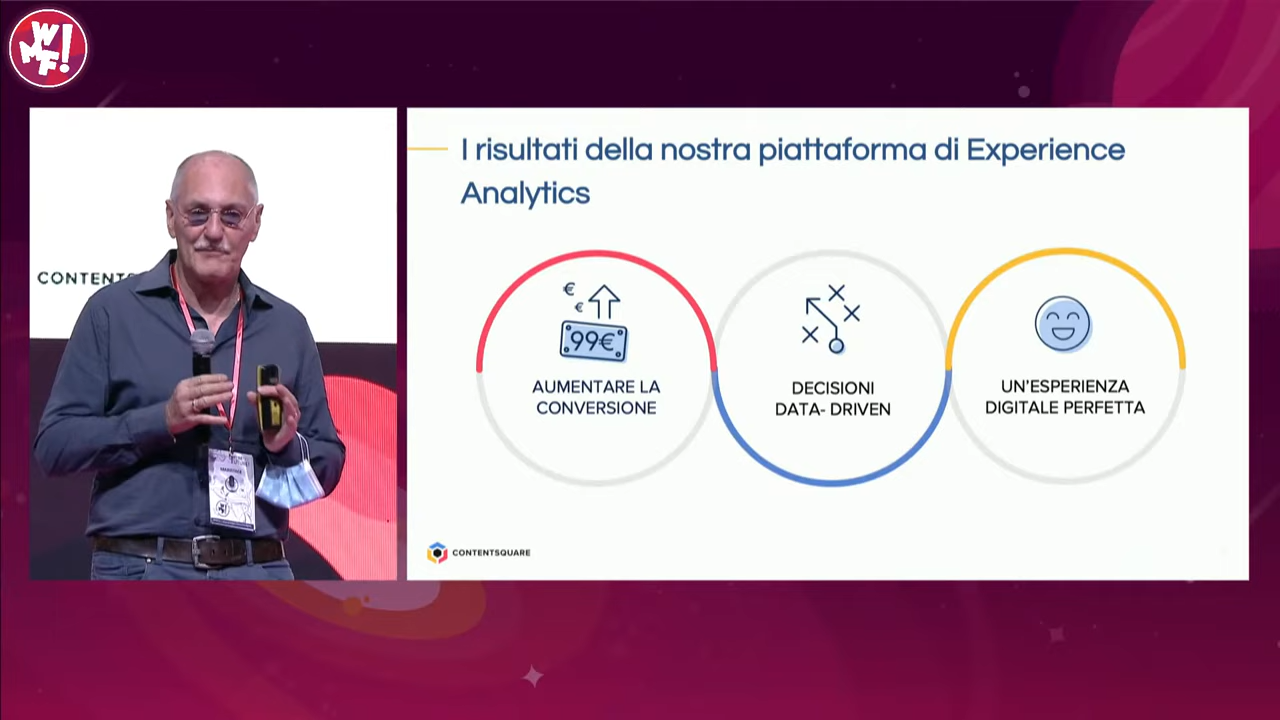 WMF!
CONTENTS
I risultati della nostra piattaforma di Experience
Analytics
€
€
99€
AUMENTARE LA
CONVERSIONE
DECISIONI
DATA- DRIVEN
UN'ESPERIENZA
DIGITALE PERFETTA
CONTENTSQUARE